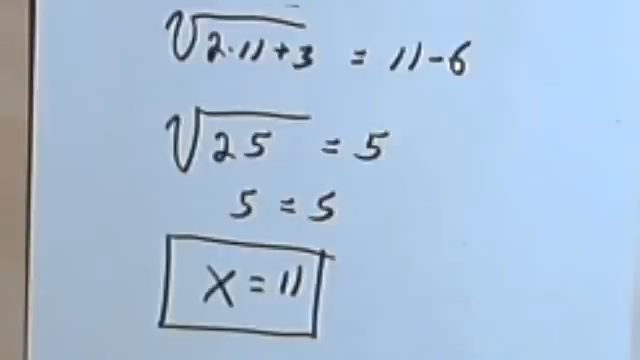 √2·11+3 = 11-6
√25 = 5
5 = 5
x = 11